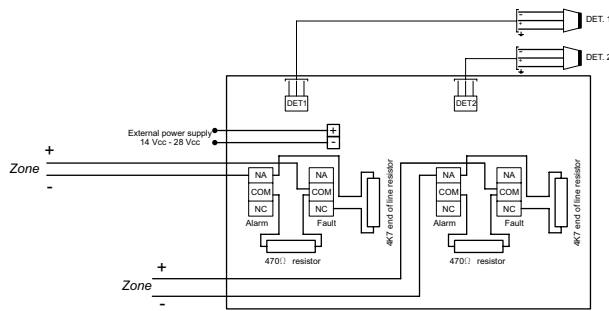 DET. 1
DET. 2
DET1
DET2
External power supply
14 Vcc - 28 Vcc
+
-
+
Zone
-
NA
COM
NC
Alarm
NA
COM
NC
Fault
4K7 end of line resistor
470Ω resistor
NA
COM
NC
Alarm
NA
COM
NC
Fault
4K7 end of line resistor
470Ω resistor
+
Zone
-